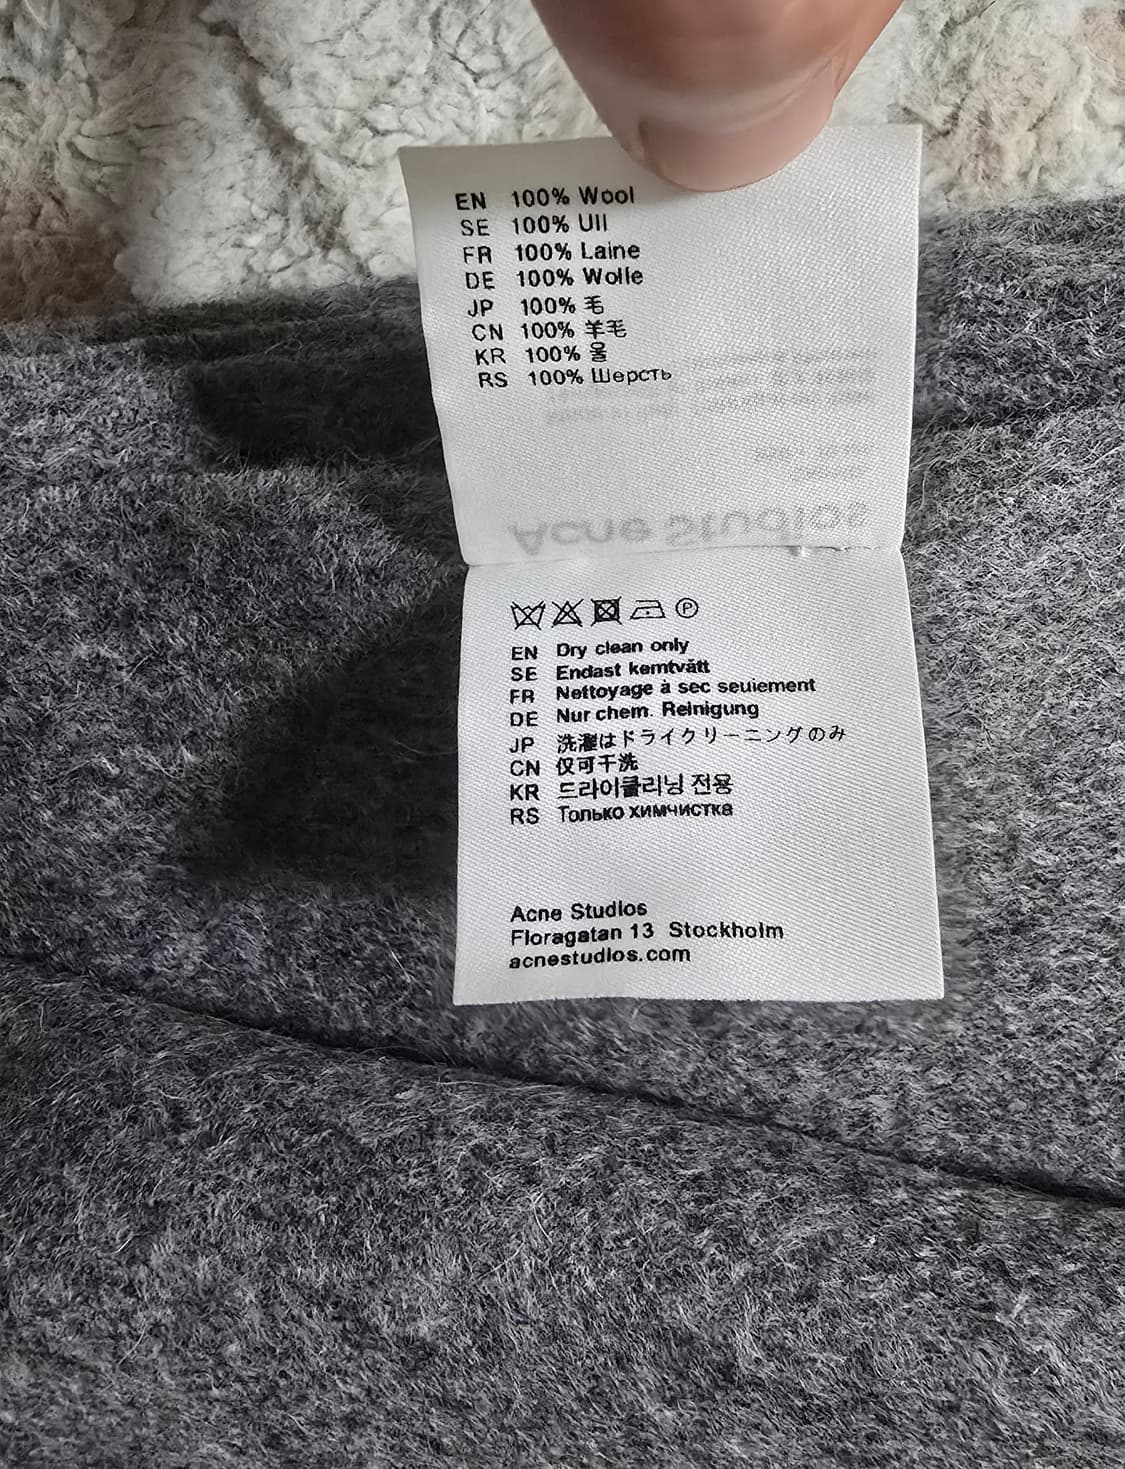 EN 100% Wool
SE 100% Ull
FR 100% Laine
DE 100% Wolle
JP 100% 毛
CN 100% 羊毛
KR 100% 울
RS 100% Шерсть
Acne Studios
P
EN Dry clean only
SE Endast kemtvätt
FR Nettoyage à sec seulement
DE Nur chem. Reinigung
JP 洗濯はドライクリーニングのみ
CN 仅可干洗
KR 드라이클리닝 전용
RS Только химчистка
Acne Studios
Floragatan 13 Stockholm
acnestudios.com